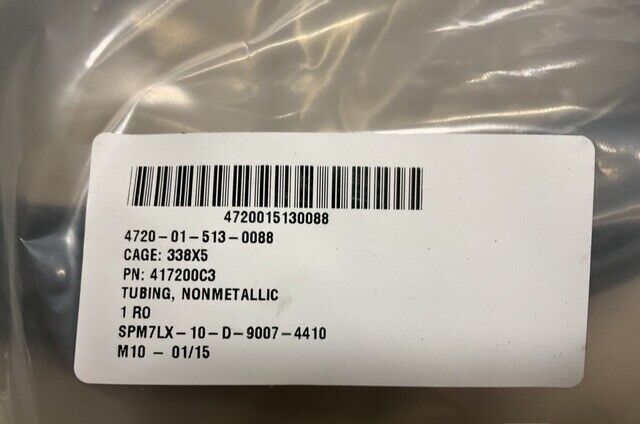 4720015130088
4720-01-513-0088
CAGE: 338X5
PN: 417200C3
TUBING, NONMETALLIC
1 RO
SPM7LX-10-D-9007-4410
M10 - 01/15